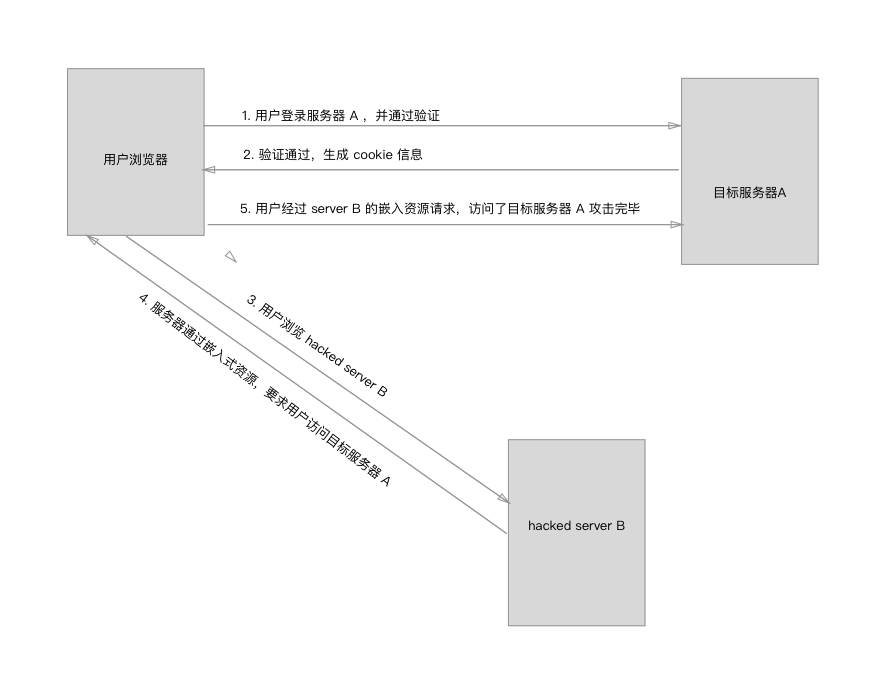 用户浏览器
1. 用户登录服务器 A ，并通过验证
2. 验证通过，生成 cookie 信息
目标服务器A
5. 用户经过 server B 的嵌入资源请求，访问了目标服务器 A 攻击完毕
3. 用户浏览 hacked server B
4. 服务器通过嵌入式资源，要求用户访问目标服务器 A
hacked server B